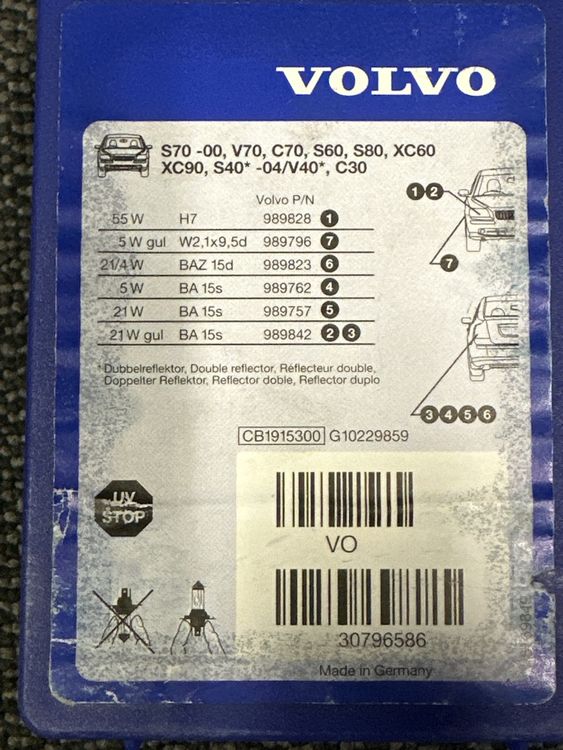 VOLVO
S70 -00, V70, C70, S60, S80, XC60
XC90, S40* -04/V40*, C30
Volvo P/N
55 W H7 989828 1
5 W gul W2,1x9,5d 989796 7
21/4 W BAZ 15d 989823 6
5 W BA 15s 989762 4
21 W BA 15s 989757 5
21 W gul BA 15s 989842 2 3
1 2
7
3 4 5 6
*Dubbelreflektor, Double reflector, Réflecteur double,
Doppelter Reflektor, Reflector doble, Reflector duplo
CB1915300 G10229859
UV
STOP
VO
30796586
Made in Germany